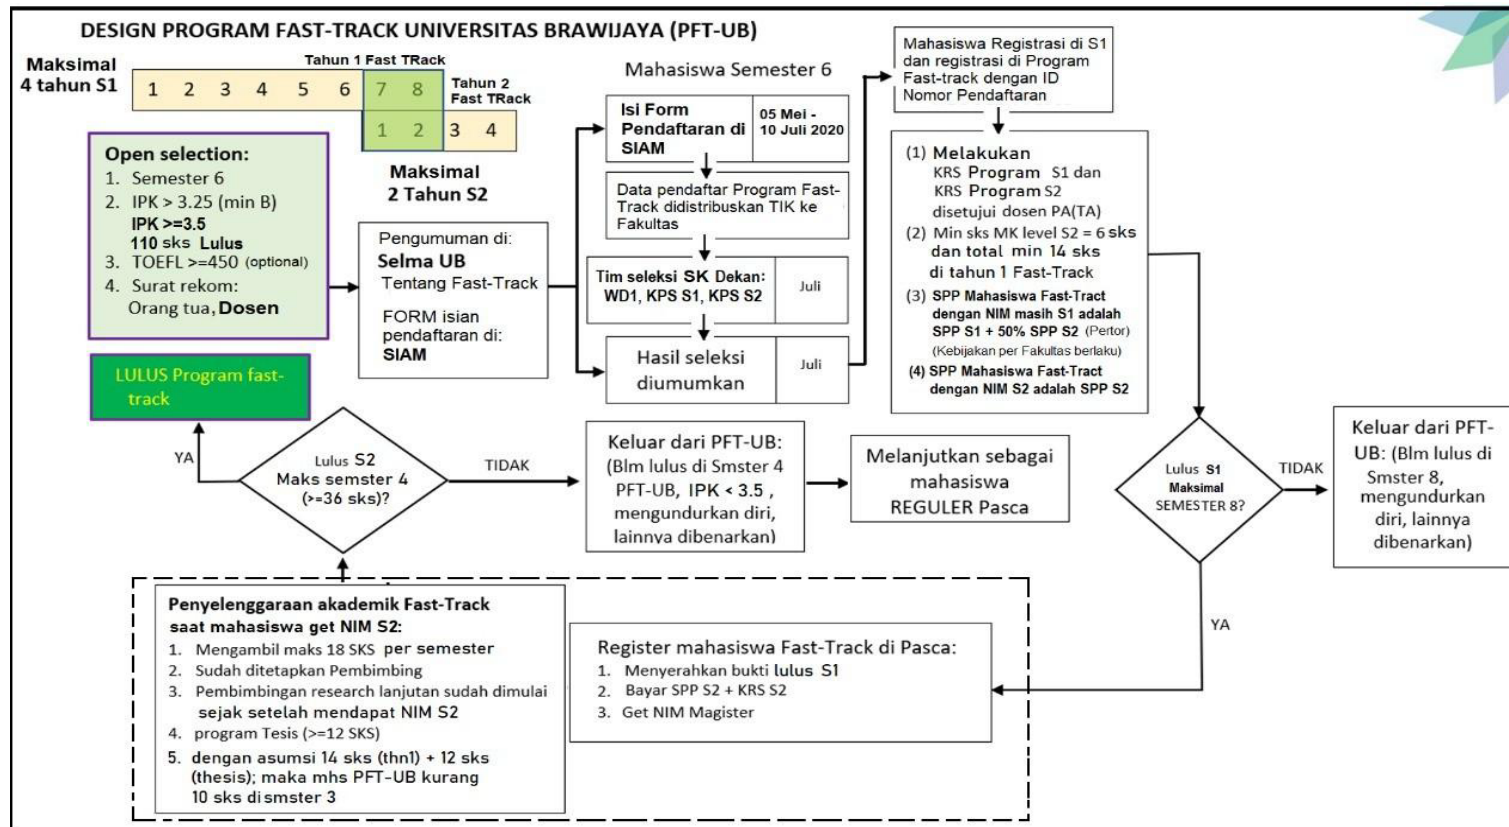 DESIGN PROGRAM FAST-TRACK UNIVERSITAS BRAWIJAYA (PFT-UB)
Maksimal
4 tahun S1
Tahun 1 Fast TRack
1 2 3 4 5 6 7 8
Tahun 2
Fast TRack
1 2 3 4
Maksimal
2 Tahun S2
Open selection:
1. Semester 6
2. IPK > 3.25 (min B)
IPK >=3.5
110 sks Lulus
3. TOEFL >=450 (optional)
4. Surat rekom:
Orang tua, Dosen
Pengumuman di:
Selma UB
Tentang Fast-Track
FORM isian
pendaftaran di:
SIAM
Mahasiswa Semester 6
Isi Form
Pendaftaran di
SIAM
05 Mei -
10 Juli 2020
Data pendaftar Program Fast-
Track didistribuskan TIK ke
Fakultas
Tim seleksi SK Dekan:
WD1, KPS S1, KPS S2
Juli
Hasil seleksi
diumumkan
Juli
Mahasiswa Registrasi di S1
dan registrasi di Program
Fast-track dengan ID
Nomor Pendaftaran
(1) Melakukan
KRS Program S1 dan
KRS Program S2
disetujui dosen PA(TA)
(2) Min sks MK level S2 = 6 sks
dan total min 14 sks
di tahun 1 Fast-Track
(3) SPP Mahasiswa Fast-Tract
dengan NIM masih S1 adalah
SPP S1 + 50% SPP S2 (Pertor)
(Kebijakan per Fakultas berlaku)
(4) SPP Mahasiswa Fast-Tract
dengan NIM S2 adalah SPP S2
Lulus S1
Maksimal
SEMESTER 8?
TIDAK
Keluar dari PFT-
UB: (Blm lulus di
Smster 8,
mengundurkan
diri, lainnya
dibenarkan)
YA
Register mahasiswa Fast-Track di Pasca:
1. Menyerahkan bukti lulus S1
2. Bayar SPP S2 + KRS S2
3. Get NIM Magister
Penyelenggaraan akademik Fast-Track
saat mahasiswa get NIM S2:
1. Mengambil maks 18 SKS per semester
2. Sudah ditetapkan Pembimbing
3. Pembimbingan research lanjutan sudah dimulai
sejak setelah mendapat NIM S2
4. program Tesis (>=12 SKS)
5. dengan asumsi 14 sks (thn1) + 12 sks
(thesis); maka mhs PFT-UB kurang
10 sks di smster 3
Lulus S2
Maks semster 4
(>=36 sks)?
TIDAK
Keluar dari PFT-UB:
(Blm lulus di Smster 4
PFT-UB, IPK < 3.5 ,
mengundurkan diri,
lainnya dibenarkan)
Melanjutkan sebagai
mahasiswa
REGULER Pasca
YA
LULUS Program fast-
track